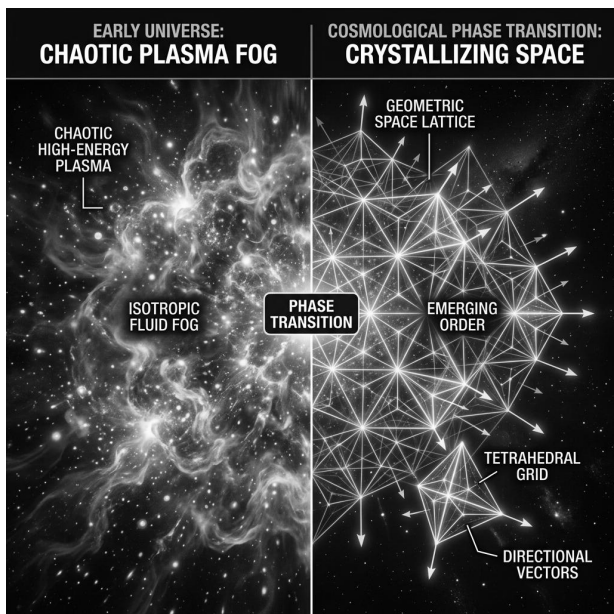 EARLY UNIVERSE:
CHAOTIC PLASMA FOG
COSMOLOGICAL PHASE TRANSITION:
CRYSTALLIZING SPACE
CHAOTIC
HIGH-ENERGY
PLASMA
GEOMETRIC
SPACE LATTICE
ISOTROPIC
FLUID FOG
PHASE
TRANSITION
EMERGING
ORDER
TETRAHEDRAL
GRID
DIRECTIONAL
VECTORS